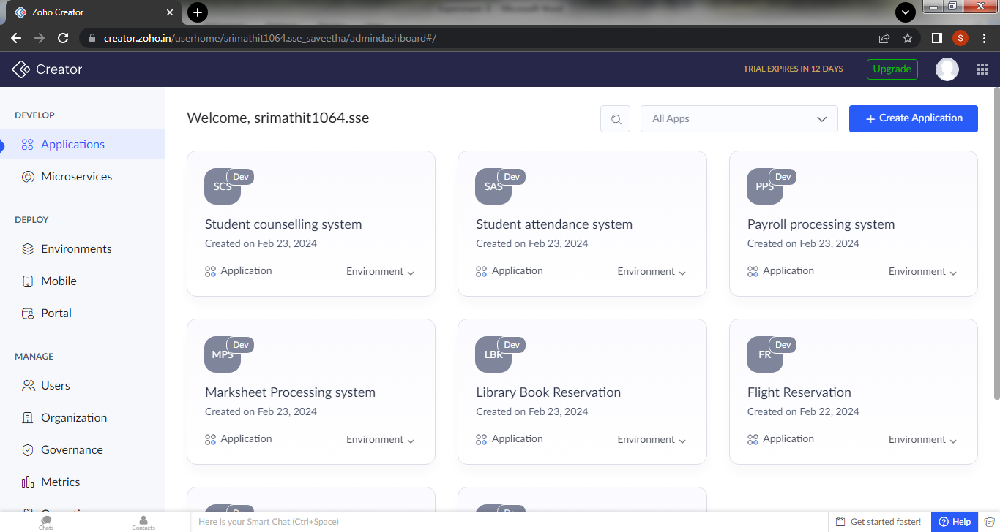 Zoho Creator
creator.zoho.in/userhome/srimathit1064.sse_saveetha/admindashboard#/
S
Creator
TRIAL EXPIRES IN 12 DAYS
Upgrade
DEVELOP
Applications
Microservices
DEPLOY
Environments
Mobile
Portal
MANAGE
Users
Organization
Governance
Metrics
Welcome, srimathit1064.sse
All Apps
+ Create Application
SCS Dev
Student counselling system
Created on Feb 23, 2024
Application Environment
SAS Dev
Student attendance system
Created on Feb 23, 2024
Application Environment
PPS Dev
Payroll processing system
Created on Feb 23, 2024
Application Environment
MPS Dev
Marksheet Processing system
Created on Feb 23, 2024
Application Environment
LBR Dev
Library Book Reservation
Created on Feb 23, 2024
Application Environment
FR Dev
Flight Reservation
Created on Feb 22, 2024
Application Environment
Dev
Dev
Chats
Contacts
Here is your Smart Chat (Ctrl+Space)
Get started faster!
Help